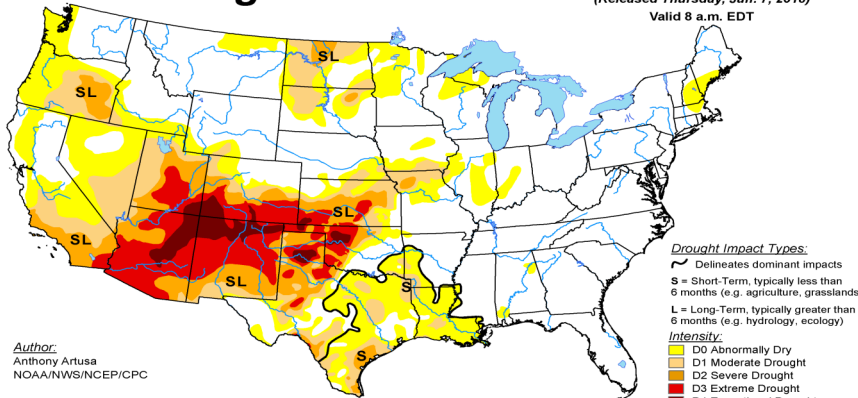 (Released Thursday, Jun. 7, 2018)
Valid 8 a.m. EDT
SL
SL
SL
SL
SL
S
S
Drought Impact Types:
Delineates dominant impacts
S = Short-Term, typically less than
6 months (e.g. agriculture, grasslands
L = Long-Term, typically greater than
6 months (e.g. hydrology, ecology)
Intensity:
D0 Abnormally Dry
D1 Moderate Drought
D2 Severe Drought
D3 Extreme Drought
Author:
Anthony Artusa
NOAA/NWS/NCEP/CPC